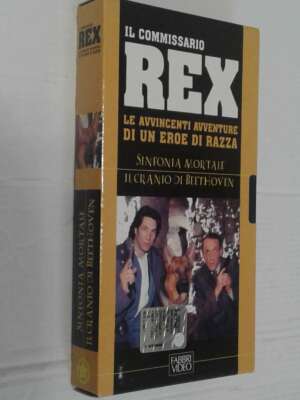 IL COMMISSARIO
REX
LE AVVINCENTI AVVENTURE
DI UN EROE DI RAZZA
SINFONIA MORTALE
IL CRANIO DI BEETHOVEN
FABBRI
VIDEO
REX
SINFONIA MORTALE
IL CRANIO DI BEETHOVEN